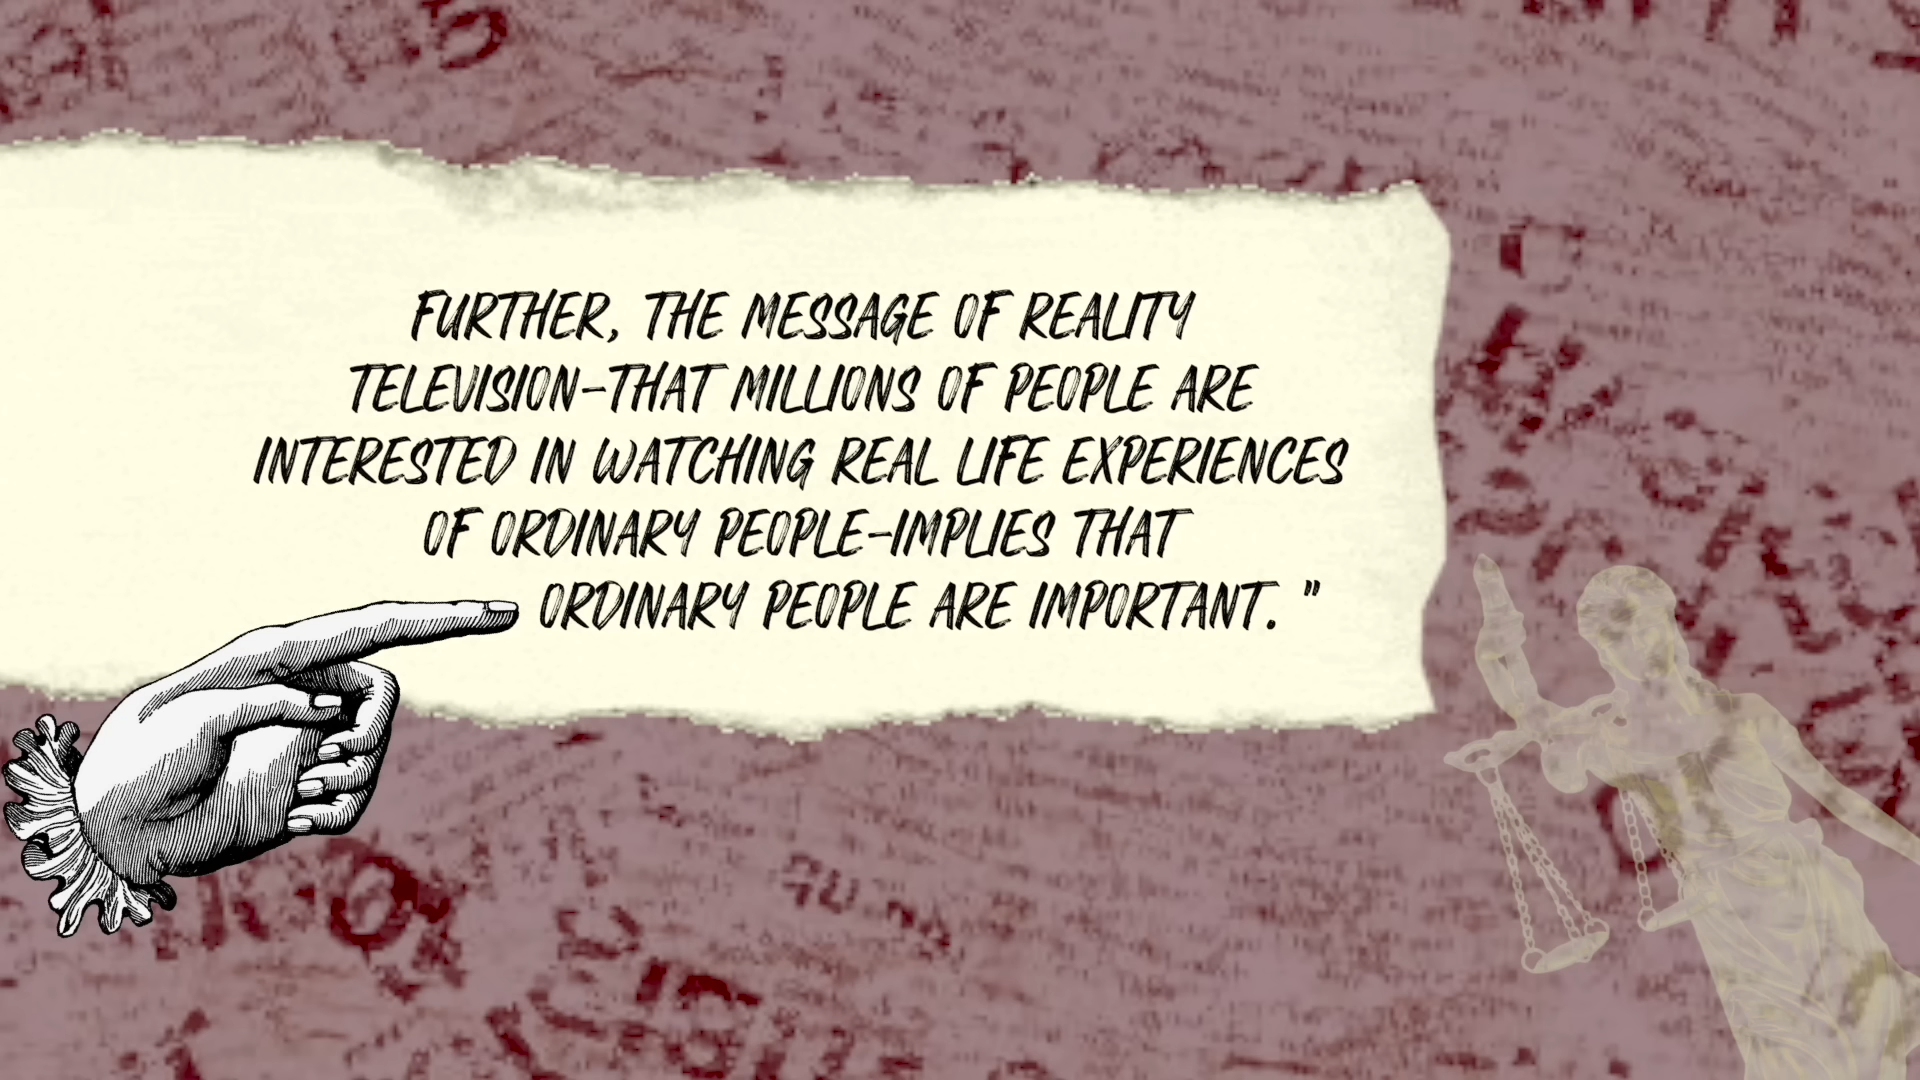 FURTHER, THE MESSAGE OF REALITY
TELEVISION–THAT MILLIONS OF PEOPLE ARE
INTERESTED IN WATCHING REAL LIFE EXPERIENCES
OF ORDINARY PEOPLE–IMPLIES THAT
ORDINARY PEOPLE ARE IMPORTANT. "